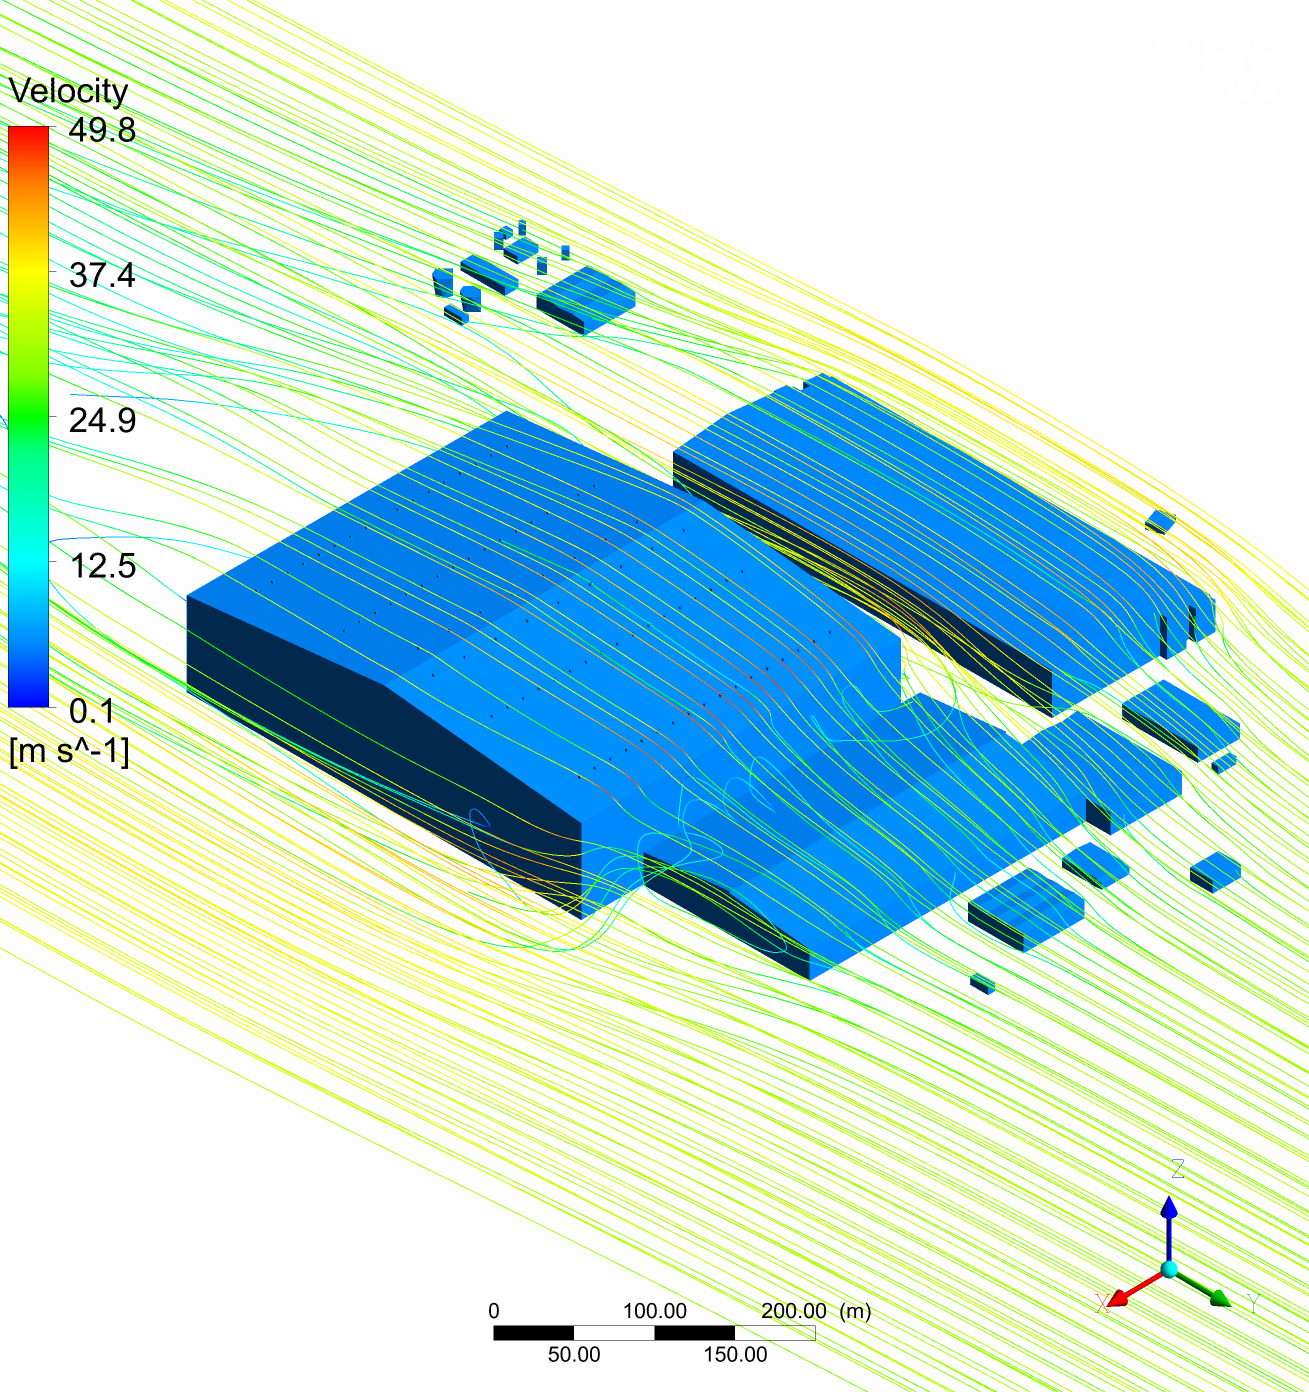 Velocity
49.8
37.4
24.9
12.5
0.1
[m s^-1]
Z
X
Y
0 100.00 200.00 (m)
50.00 150.00